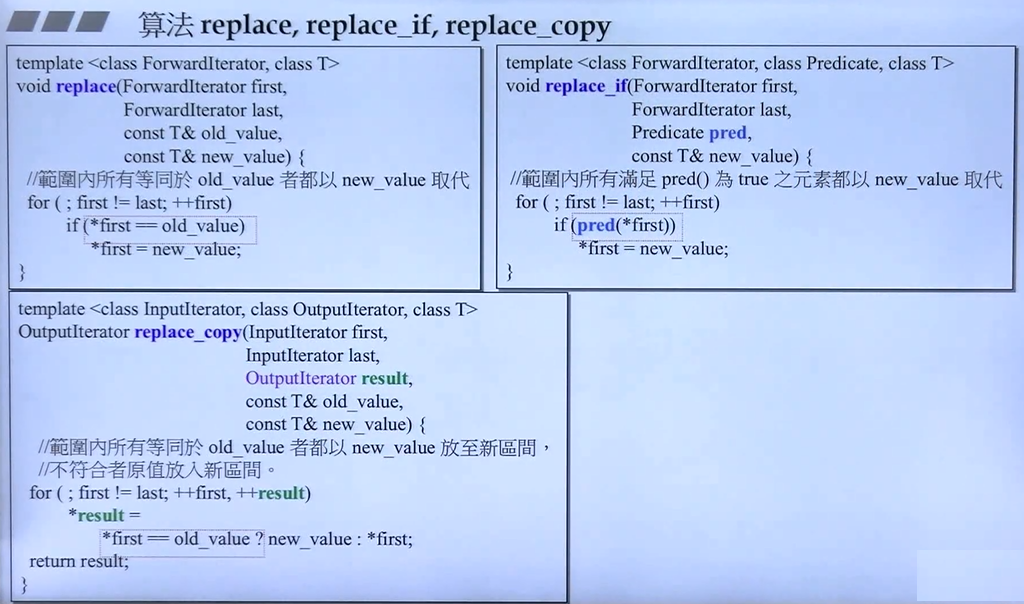 算法 replace, replace_if, replace_copy
template <class ForwardIterator, class T>
void replace(ForwardIterator first,
ForwardIterator last,
const T& old_value,
const T& new_value) {
//範圍內所有等同於 old_value 者都以 new_value 取代
for ( ; first != last; ++first)
if (*first == old_value)
*first = new_value;
}
template <class ForwardIterator, class Predicate, class T>
void replace_if(ForwardIterator first,
ForwardIterator last,
Predicate pred,
const T& new_value) {
//範圍內所有滿足 pred() 為 true 之元素都以 new_value 取代
for ( ; first != last; ++first)
if (pred(*first))
*first = new_value;
}
template <class InputIterator, class OutputIterator, class T>
OutputIterator replace_copy(InputIterator first,
InputIterator last,
OutputIterator result,
const T& old_value,
const T& new_value) {
//範圍內所有等同於 old_value 者都以 new_value 放至新區間，
//不符合者原值放入新區間。
for ( ; first != last; ++first, ++result)
*result =
*first == old_value ? new_value : *first;
return result;
}